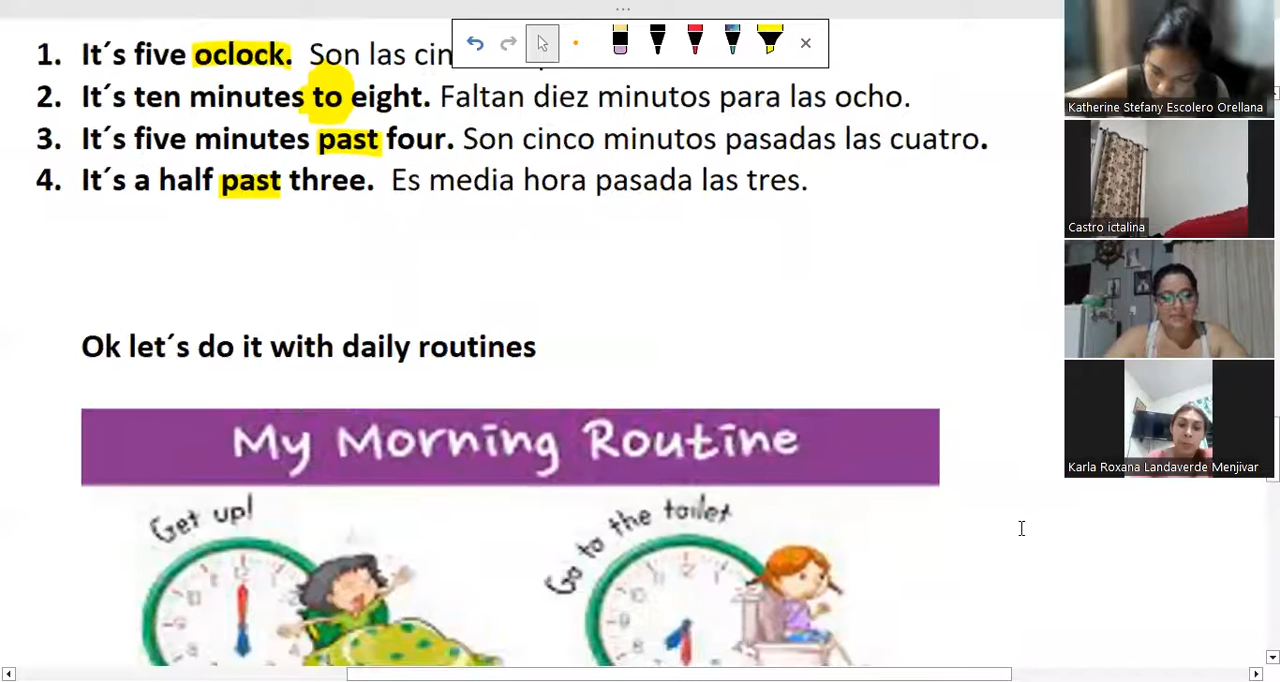 1. It´s five oclock. Son las cin
2. It´s ten minutes to eight. Faltan diez minutos para las ocho.
3. It´s five minutes past four. Son cinco minutos pasadas las cuatro.
4. It´s a half past three. Es media hora pasada las tres.
Ok let´s do it with daily routines
My Morning Routine
Get up!
Go to the toilet
Katherine Stefany Escolero Orellana
Castro ictalina
Karla Roxana Landaverde Menjivar